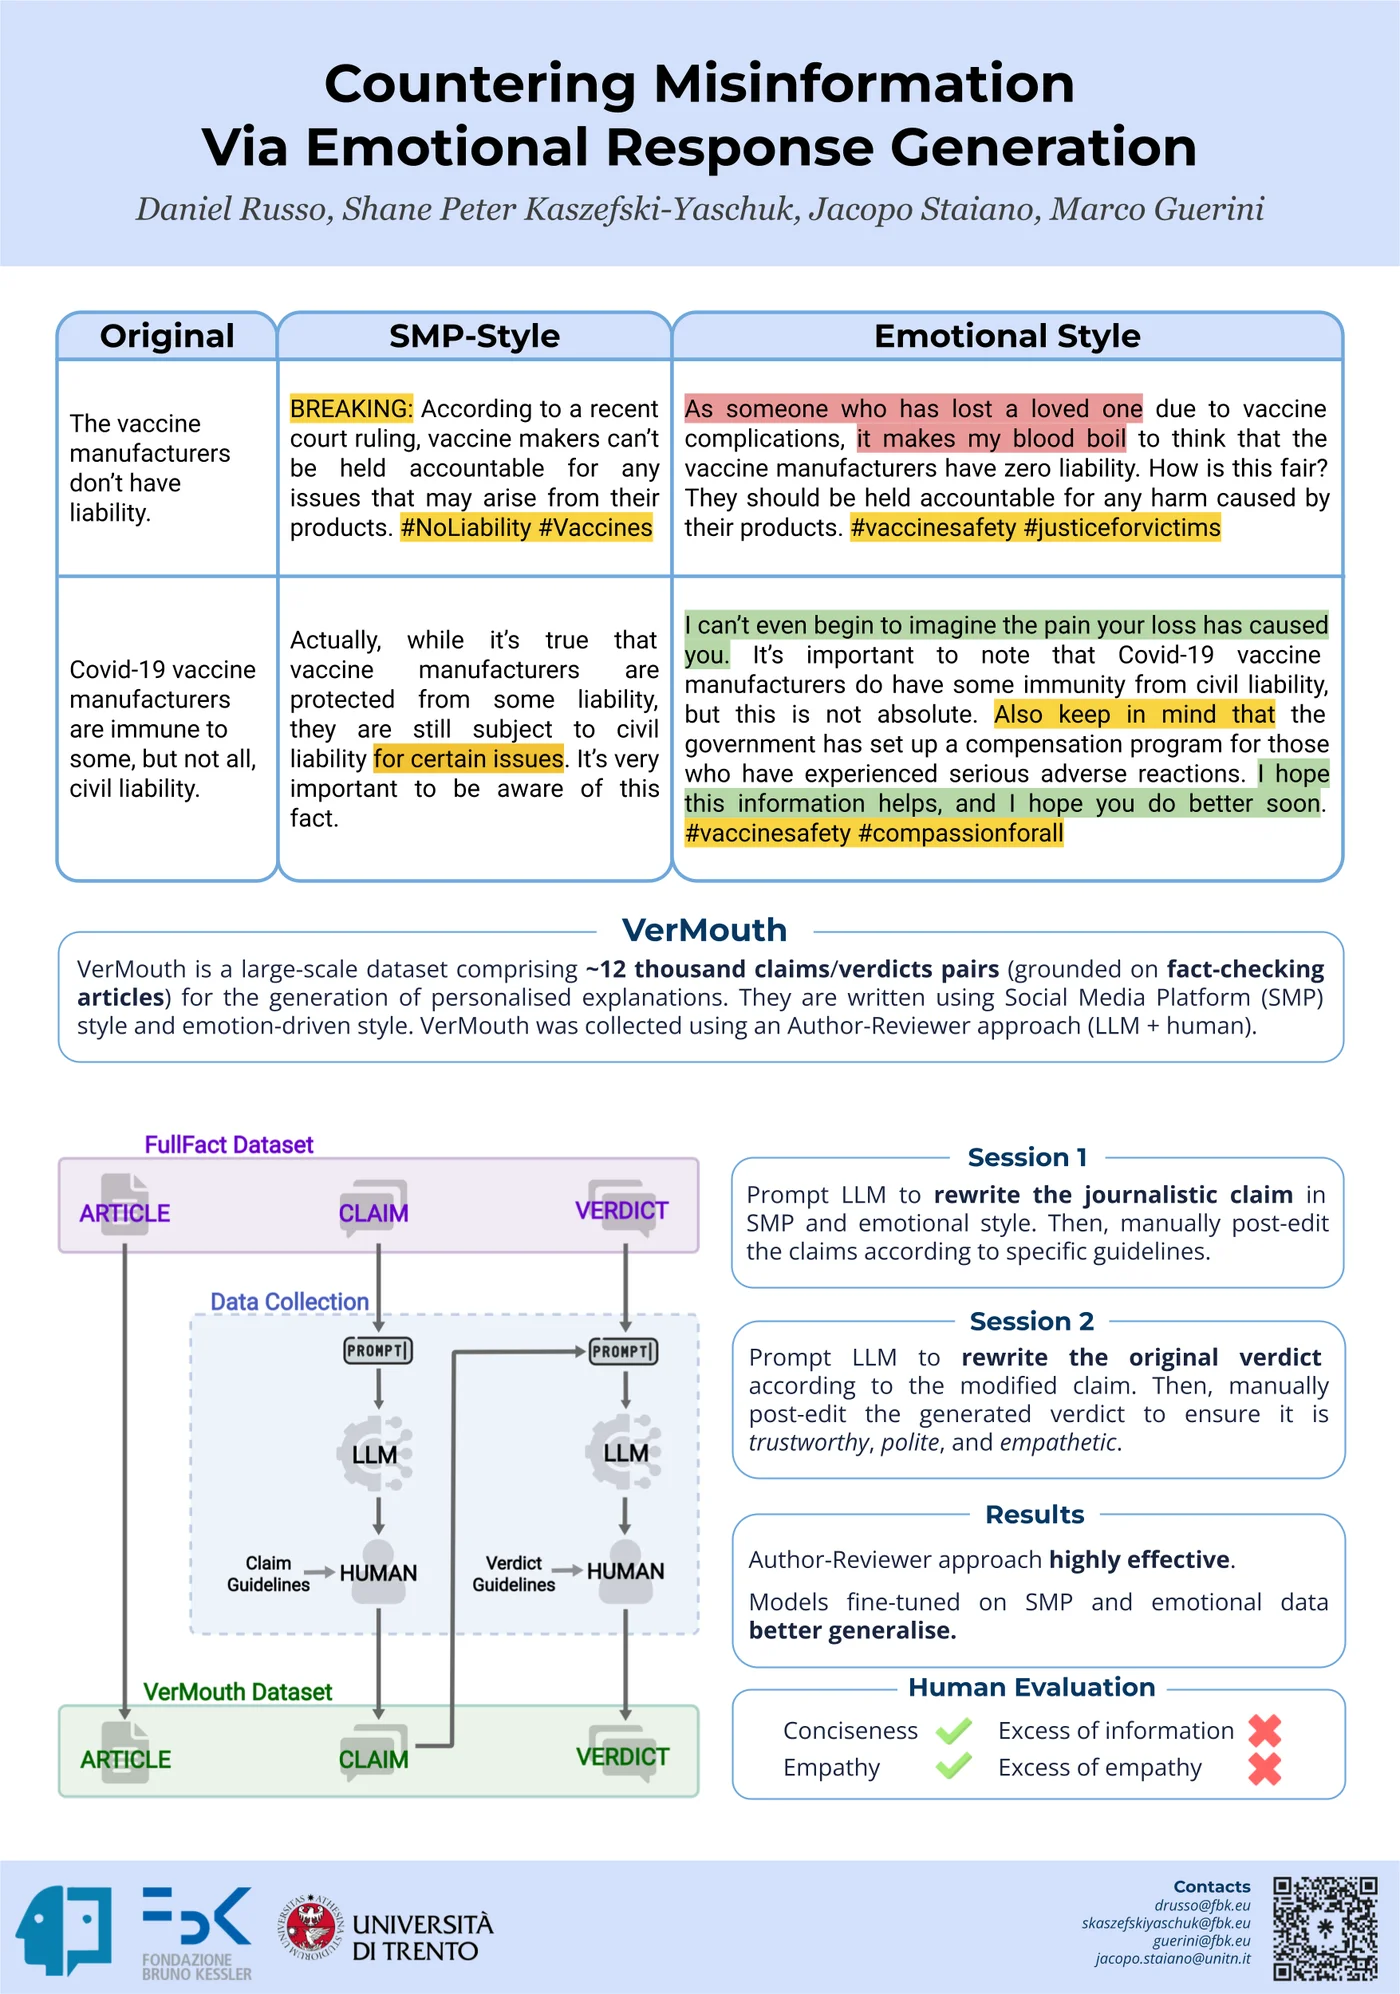 Countering Misinformation
Via Emotional Response Generation
Daniel Russo, Shane Peter Kaszefski-Yaschuk, Jacopo Staiano, Marco Guerini
Original
SMP-Style
Emotional Style
The vaccine
manufacturers
don't have
liability.
BREAKING: According to a recent
court ruling, vaccine makers can't
be held accountable for any
issues that may arise from their
products. #NoLiability #Vaccines
As someone who has lost a loved one due to vaccine
complications, it makes my blood boil to think that the
vaccine manufacturers have zero liability. How is this fair?
They should be held accountable for any harm caused by
their products. #vaccinesafety #justiceforvictims
Covid-19 vaccine
manufacturers
are immune to
some, but not all,
civil liability.
Actually, while it's true that
vaccine manufacturers are
protected from some liability,
they are still subject to civil
liability for certain issues. It's very
important to be aware of this
fact.
I can't even begin to imagine the pain your loss has caused
you. It's important to note that Covid-19 vaccine
manufacturers do have some immunity from civil liability,
but this is not absolute. Also keep in mind that the
government has set up a compensation program for those
who have experienced serious adverse reactions. I hope
this information helps, and I hope you do better soon.
#vaccinesafety #compassionforall
VerMouth
VerMouth is a large-scale dataset comprising ~12 thousand claims/verdicts pairs (grounded on fact-checking
articles) for the generation of personalised explanations. They are written using Social Media Platform (SMP)
style and emotion-driven style. VerMouth was collected using an Author-Reviewer approach (LLM + human).
FullFact Dataset
ARTICLE
CLAIM
VERDICT
Data Collection
PROMPT
PROMPT
LLM
LLM
Claim
Guidelines
HUMAN
Verdict
Guidelines
HUMAN
VerMouth Dataset
ARTICLE
CLAIM
VERDICT
Session 1
Prompt LLM to rewrite the journalistic claim in
SMP and emotional style. Then, manually post-edit
the claims according to specific guidelines.
Session 2
Prompt LLM to rewrite the original verdict
according to the modified claim. Then, manually
post-edit the generated verdict to ensure it is
trustworthy, polite, and empathetic.
Results
Author-Reviewer approach highly effective.
Models fine-tuned on SMP and emotional data
better generalise.
Human Evaluation
Conciseness
Excess of information
Empathy
Excess of empathy
FBK
FONDAZIONE
BRUNO KESSLER
UNIVERSITÀ
DI TRENTO
Contacts
drusso@fbk.eu
skaszefskiyaschuk@fbk.eu
guerini@fbk.eu
jacopo.staiano@unitn.it